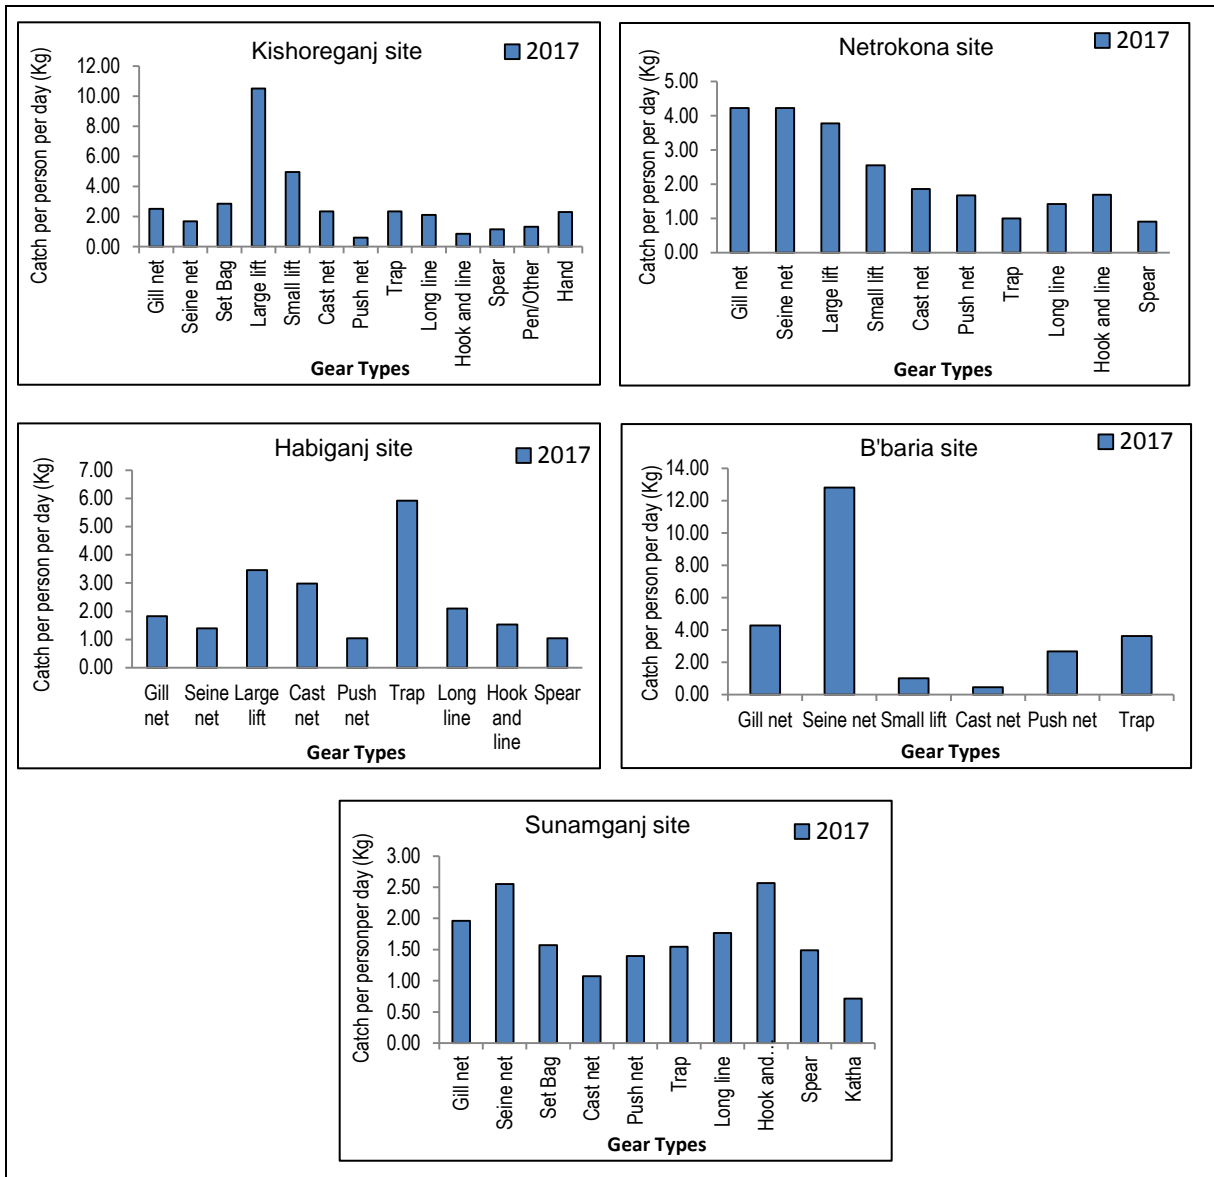 Kishoreganj site
2017
Catch per person per day (Kg)
12.00
10.00
8.00
6.00
4.00
2.00
0.00
Gill net
Seine net
Set Bag
Large lift
Small lift
Cast net
Push net
Trap
Long line
Hook and line
Spear
Pen/Other
Hand
Gear Types
Netrokona site
2017
Catch per person per day (Kg)
5.00
4.00
3.00
2.00
1.00
0.00
Gill net
Seine net
Large lift
Small lift
Cast net
Push net
Trap
Long line
Hook and line
Spear
Gear Types
Habiganj site
2017
Catch per person per day (Kg)
7.00
6.00
5.00
4.00
3.00
2.00
1.00
0.00
Gill net
Seine net
Large lift
Cast net
Push net
Trap
Long line
Hook and line
Spear
Gear Types
B'baria site
2017
Catch per person per day (Kg)
14.00
12.00
10.00
8.00
6.00
4.00
2.00
0.00
Gill net
Seine net
Small lift
Cast net
Push net
Trap
Gear Types
Sunamganj site
2017
Catch per personper day (Kg)
3.00
2.50
2.00
1.50
1.00
0.50
0.00
Gill net
Seine net
Set Bag
Cast net
Push net
Trap
Long line
Hook and...
Spear
Katha
Gear Types